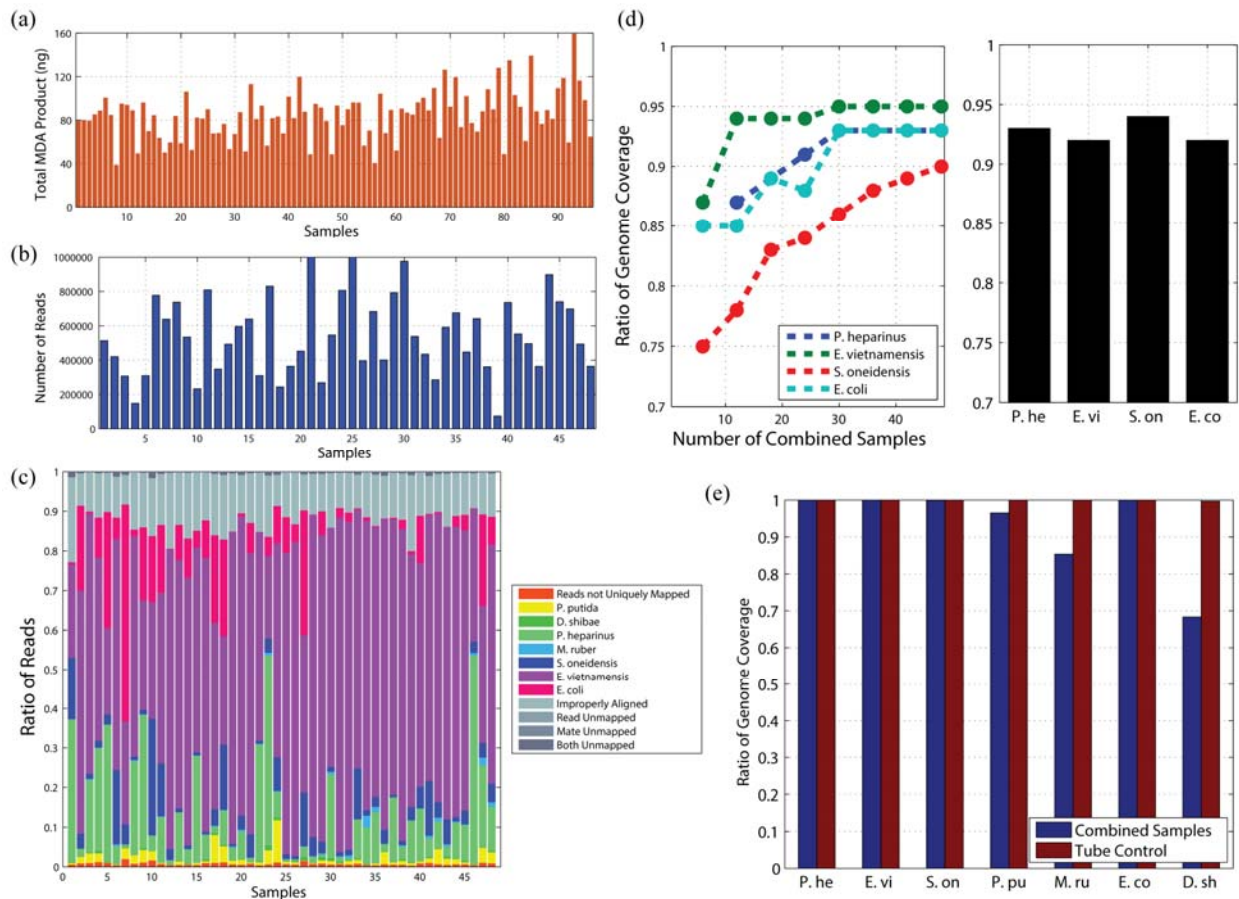 (a)
Total MDA Product (ng)
160
120
80
40
0
10 20 30 40 50 60 70 80 90
Samples
(b)
Number of Reads
1000000
800000
600000
400000
200000
0
5 10 15 20 25 30 35 40 45
Samples
(c)
Ratio of Reads
1
0.9
0.8
0.7
0.6
0.5
0.4
0.3
0.2
0.1
0
0 5 10 15 20 25 30 35 40 45
Samples
Reads not Uniquely Mapped
P. putida
D. shibae
P. heparinus
M. ruber
S. oneidensis
E. vietnamensis
E. coli
Improperly Aligned
Read Unmapped
Mate Unmapped
Both Unmapped
(d)
Ratio of Genome Coverage
1
0.95
0.9
0.85
0.8
0.75
0.7
10 20 30 40
Number of Combined Samples
P. heparinus
E. vietnamensis
S. oneidensis
E. coli
1
0.95
0.9
0.85
0.8
0.75
0.7
P. he E. vi S. on E. co
(e)
Ratio of Genome Coverage
1
0.9
0.8
0.7
0.6
0.5
0.4
0.3
0.2
0.1
0
P. he E. vi S. on P. pu M. ru E. co D. sh
Combined Samples
Tube Control